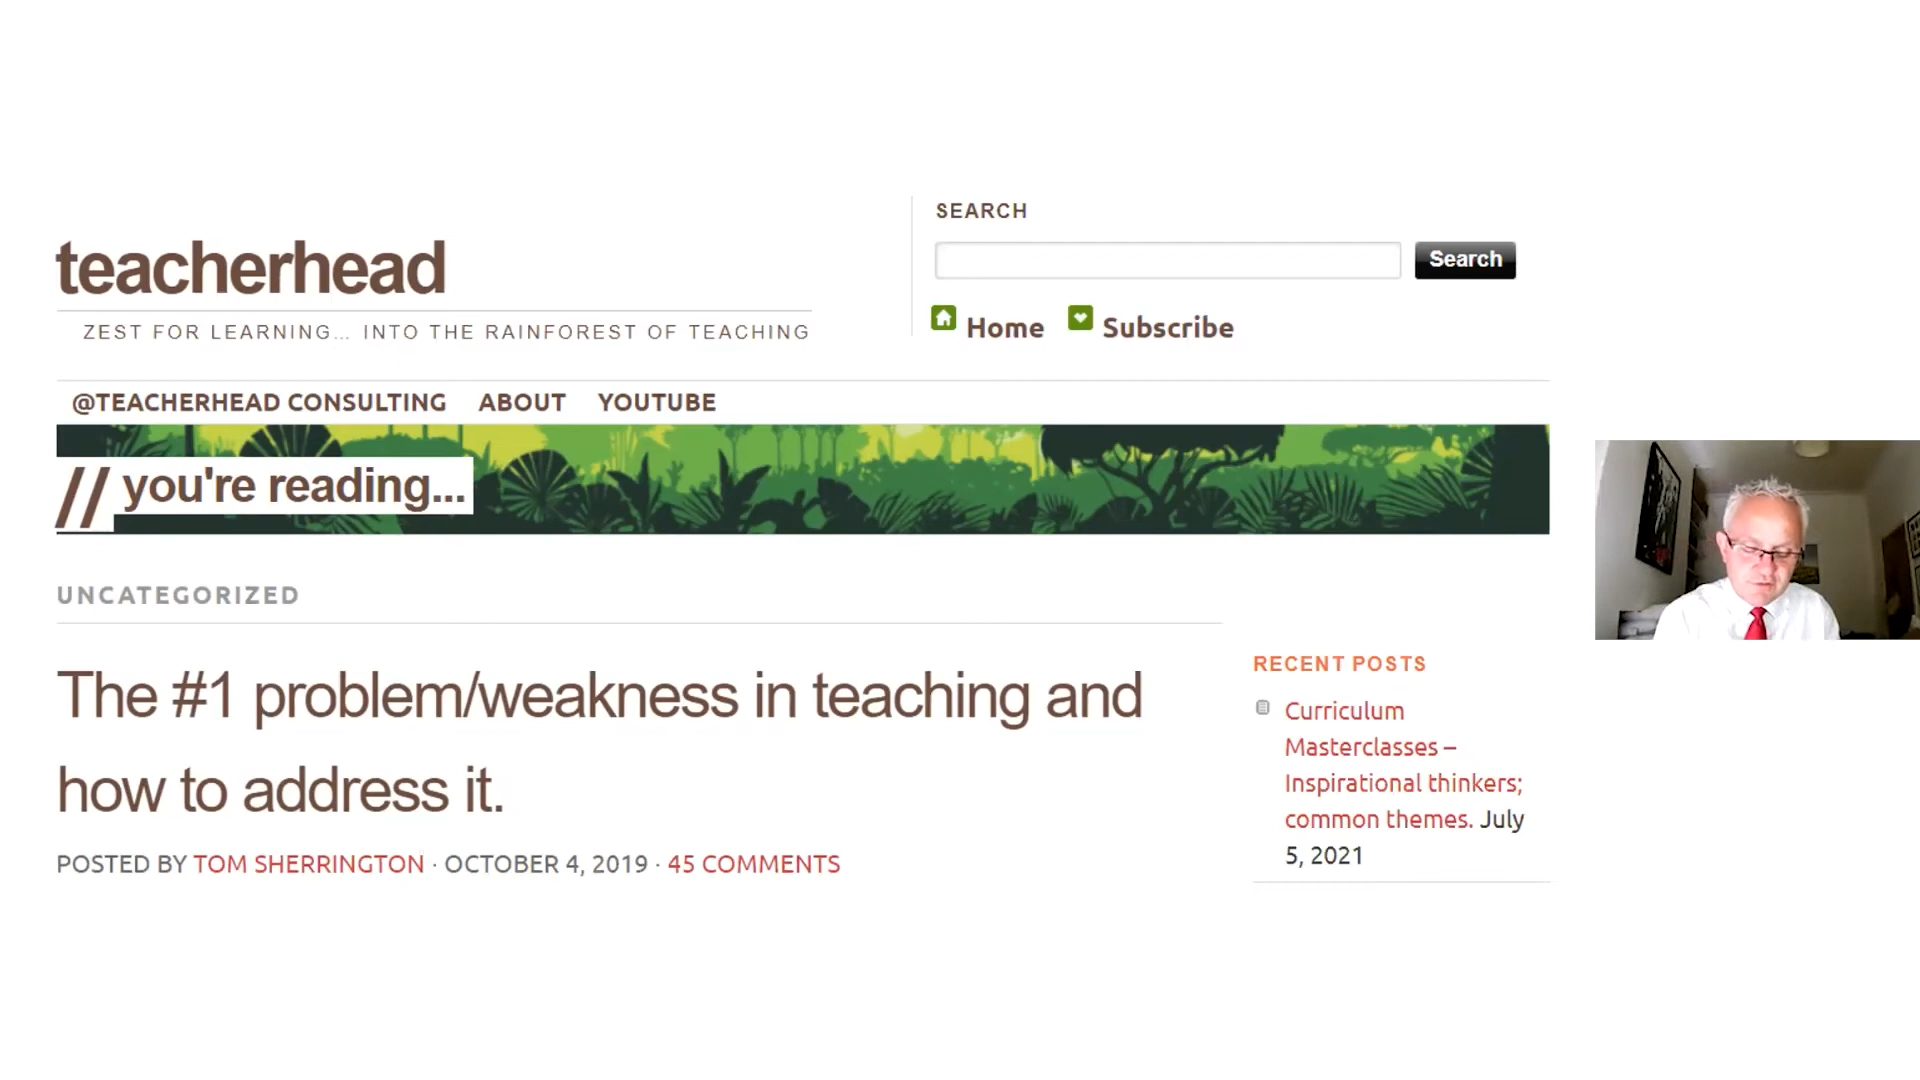 teacherhead
ZEST FOR LEARNING… INTO THE RAINFOREST OF TEACHING
SEARCH
Search
Home Subscribe
@TEACHERHEAD CONSULTING ABOUT YOUTUBE
// you're reading...
UNCATEGORIZED
The #1 problem/weakness in teaching and
how to address it.
POSTED BY TOM SHERRINGTON · OCTOBER 4, 2019 · 45 COMMENTS
RECENT POSTS
Curriculum
Masterclasses –
Inspirational thinkers;
common themes. July
5, 2021